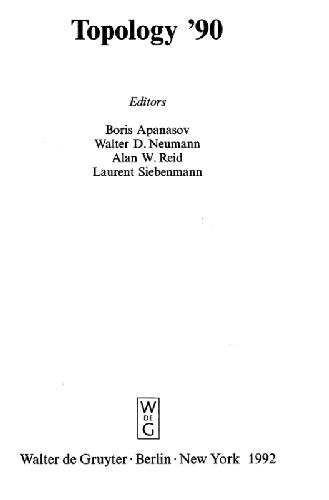 Topology '90
Editors
Boris Apanasov
Walter D. Neumann
Alan W. Reid
Laurent Siebenmann
W
DE
G
Walter de Gruyter · Berlin · New York 1992